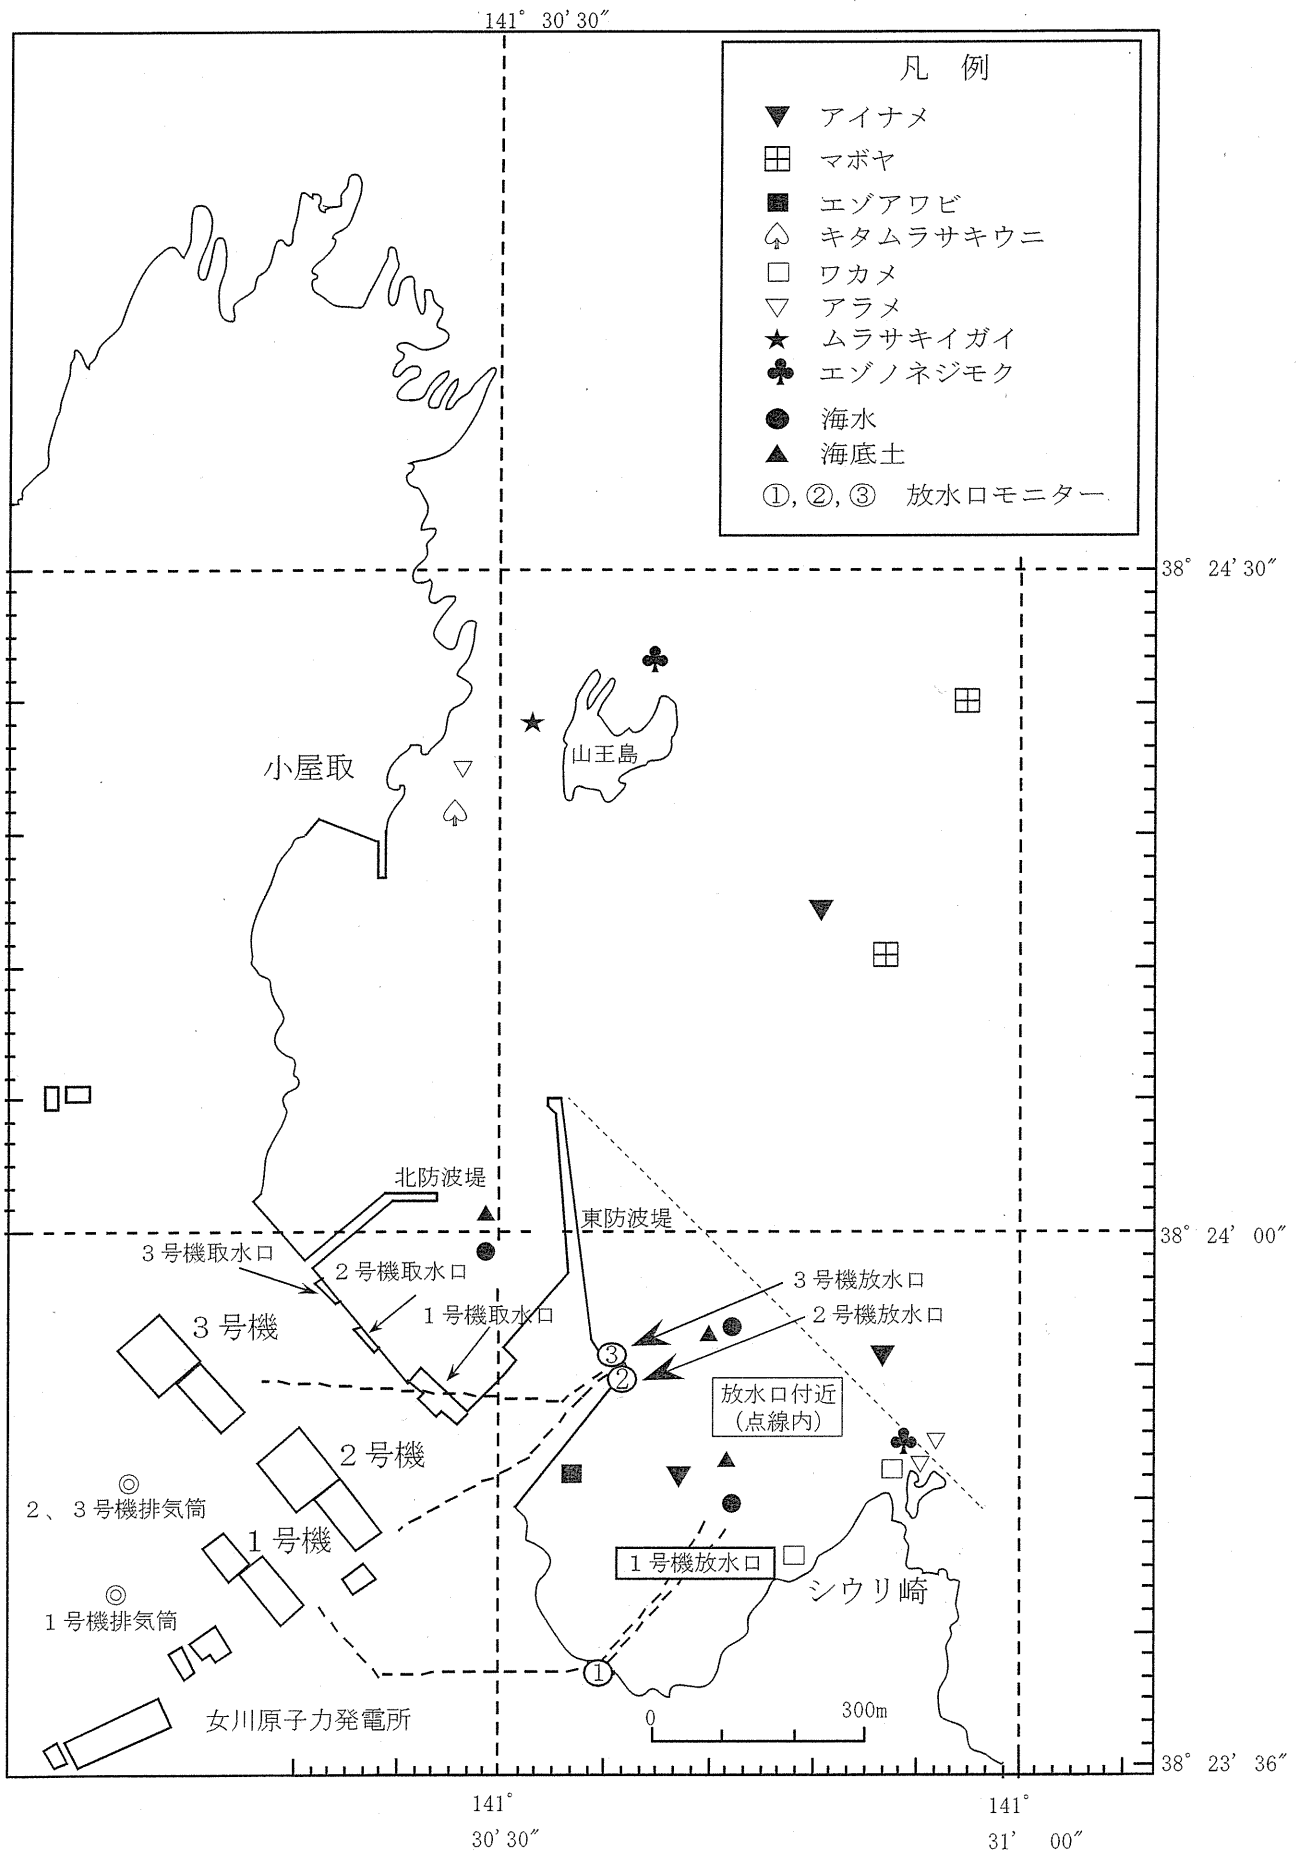 141° 30'30″
凡 例
アイナメ
マボヤ
エゾアワビ
キタムラサキウニ
ワカメ
アラメ
ムラサキイガイ
エゾノネジモク
海水
海底土
①,②,③ 放水口モニター
38° 24'30″
山王島
小屋取
北防波堤
東防波堤
38° 24' 00″
3号機取水口
2号機取水口
1号機取水口
3号機放水口
2号機放水口
3号機
③
②
放水口付近
(点線内)
2号機
2、3号機排気筒
1号機
1号機放水口
シウリ崎
1号機排気筒
①
女川原子力発電所
0 300m
38° 23' 36″
141°
30'30″
141°
31' 00″